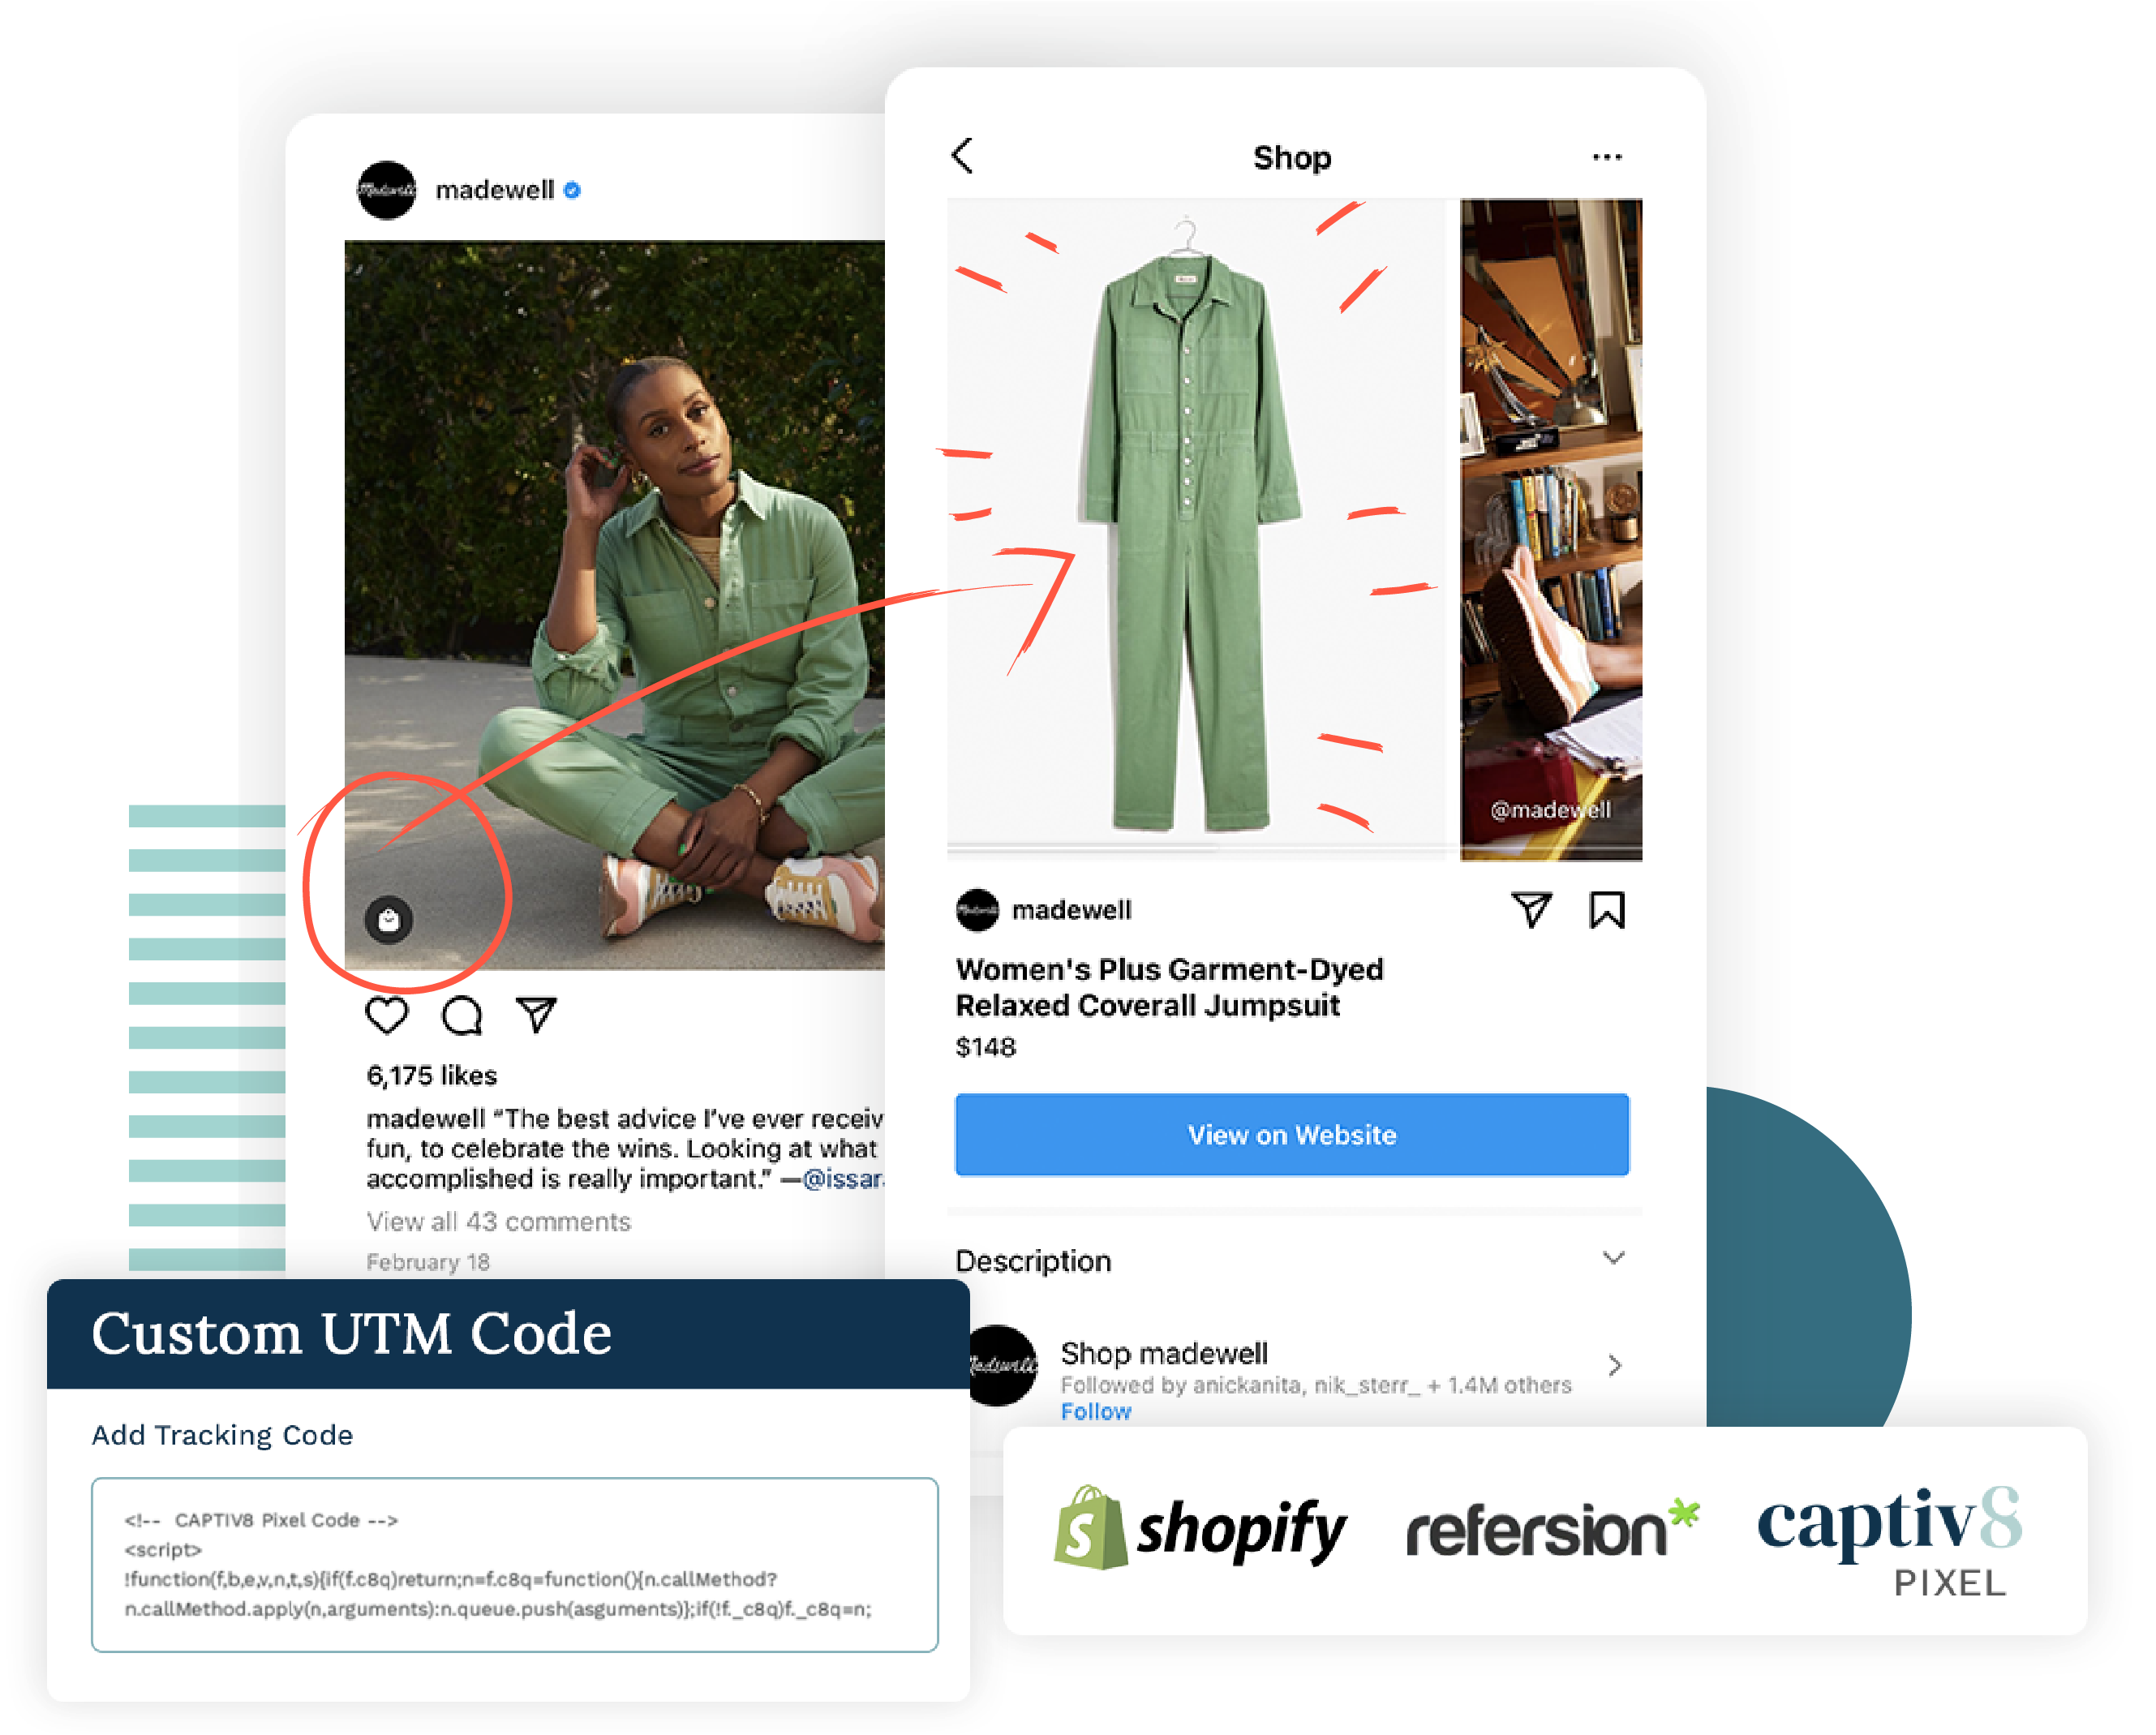 madewell
6,175 likes
madewell “The best advice I’ve ever receiv
fun, to celebrate the wins. Looking at what
accomplished is really important.” —@issar
View all 43 comments
February 18
Shop
@madewell
madewell
Women's Plus Garment-Dyed
Relaxed Coverall Jumpsuit
$148
View on Website
Description
Madewell
Shop madewell
Followed by anickanita, nik_sterr_ + 1.4M others
Follow
Custom UTM Code
Add Tracking Code
<!-- CAPTIV8 Pixel Code -->
<script>
!function(f,b,e,v,n,t,s){if(f.c8q)return;n=f.c8q=function(){n.callMethod?
n.callMethod.apply(n,arguments):n.queue.push(asguments)};if(!f._c8q)f._c8q=n;
shopify
refersion
captiv8
PIXEL